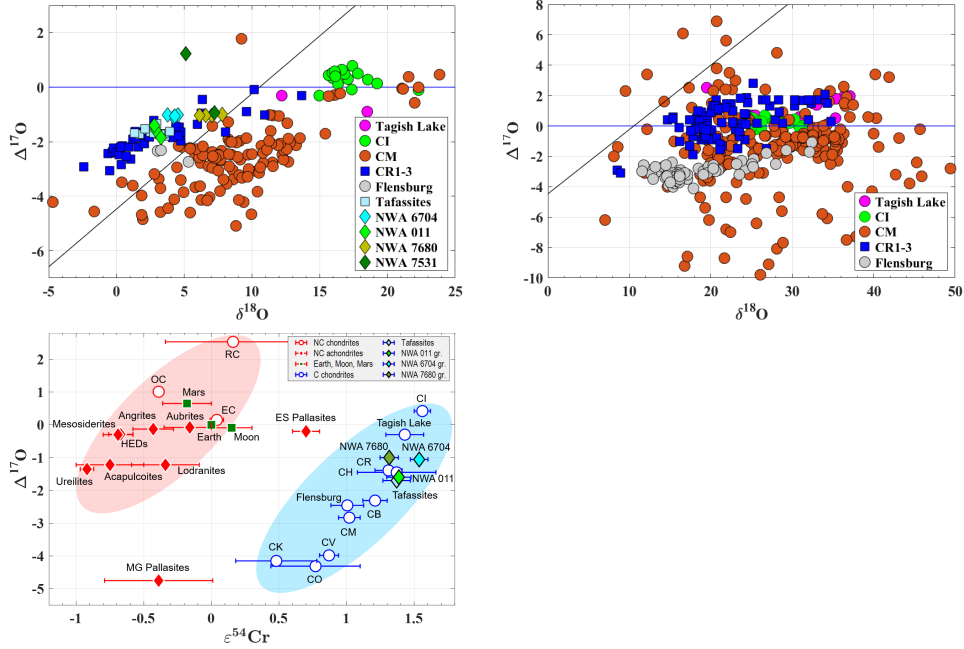 2
0
-2
-4
-6
Δ¹⁷O
-5
0
5
10
15
20
25
δ¹⁸O
Tagish Lake
CI
CM
CR1-3
Flensburg
Tafassites
NWA 6704
NWA 011
NWA 7680
NWA 7531
8
6
4
2
0
-2
-4
-6
-8
-10
Δ¹⁷O
0
10
20
30
40
50
δ¹⁸O
Tagish Lake
CI
CM
CR1-3
Flensburg
2
1
0
-1
-2
-3
-4
-5
Δ¹⁷O
-1
-0.5
0
0.5
1
1.5
ε⁵⁴Cr
NC chondrites
NC achondrites
Earth, Moon, Mars
C chondrites
Tafassites
NWA 011 gr.
NWA 6704 gr.
NWA 7680 gr.
RC
OC
Mars
CI
Mesosiderites
Angrites
Aubrites
EC
ES Pallasites
Tagish Lake
HEDs
Earth
Moon
NWA 7680
NWA 6704
CR
CH
NWA 011
Ureilites
Acapulcoites
Lodranites
Tafassites
Flensburg
CB
CM
CK
CV
MG Pallasites
CO